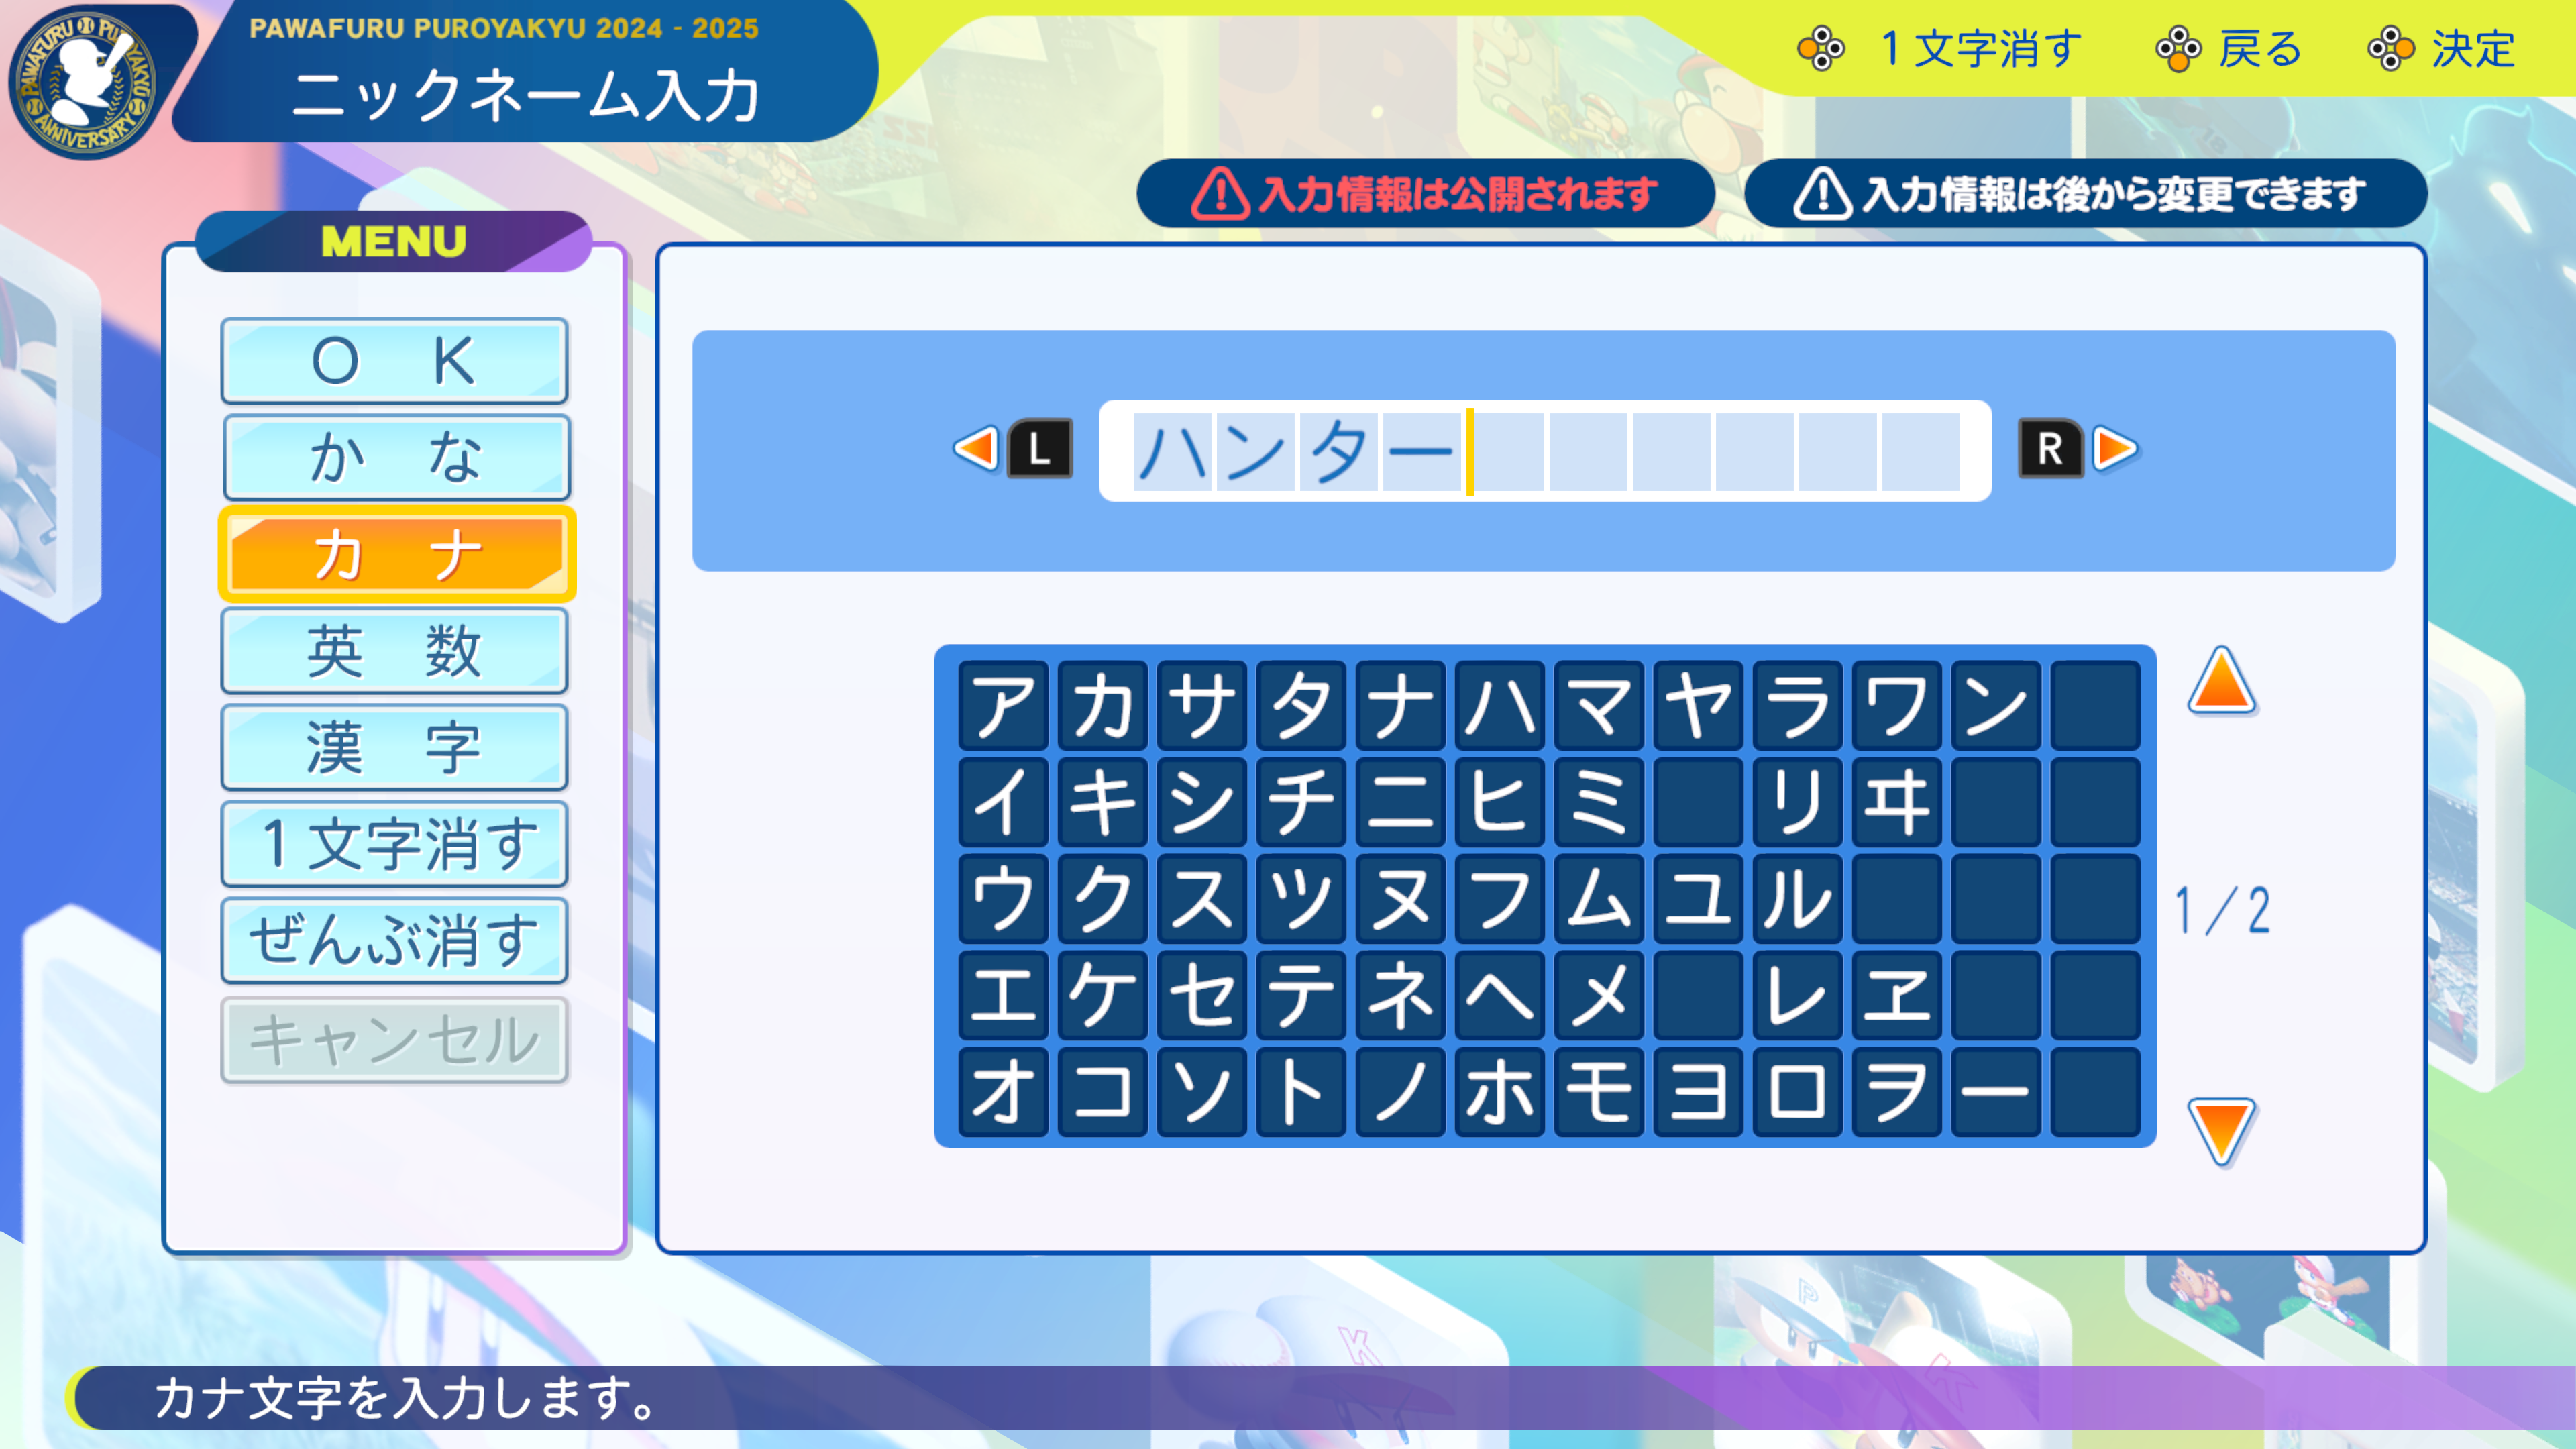 PAWAFURU PUROYAKYU 2024 - 2025
ニックネーム入力
PAWAFURU PUROYAKYU
ANNIVERSARY
1文字消す 戻る 決定
入力情報は公開されます 入力情報は後から変更できます
MENU
OK
かな
カナ
英数
漢字
1文字消す
ぜんぶ消す
キャンセル
L ハンター R
ア カ サ タ ナ ハ マ ヤ ラ ワ ン
イ キ シ チ ニ ヒ ミ リ ヰ
ウ ク ス ツ ヌ フ ム ユ ル
エ ケ セ テ ネ ヘ メ レ ヱ
オ コ ソ ト ノ ホ モ ヨ ロ ヲ ー
1/2
カナ文字を入力します。